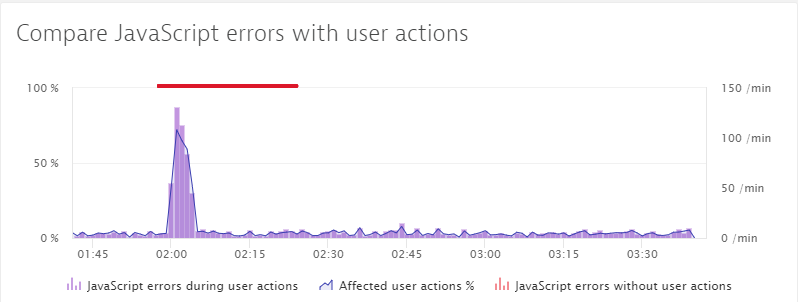 Compare JavaScript errors with user actions
100 % 150 /min
100 /min
50 % 50 /min
0 % 0 /min
01:45 02:00 02:15 02:30 02:45 03:00 03:15 03:30
JavaScript errors during user actions Affected user actions % JavaScript errors without user actions